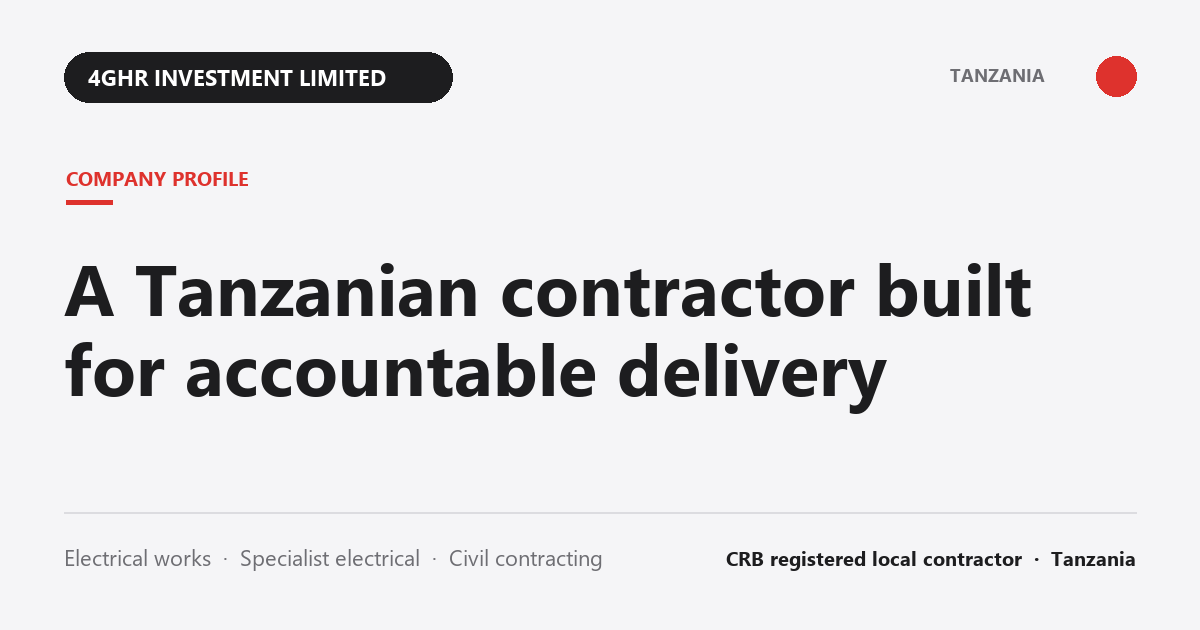 4GHR INVESTMENT LIMITED
TANZANIA
COMPANY PROFILE
A Tanzanian contractor built
for accountable delivery
Electrical works · Specialist electrical · Civil contracting
CRB registered local contractor · Tanzania